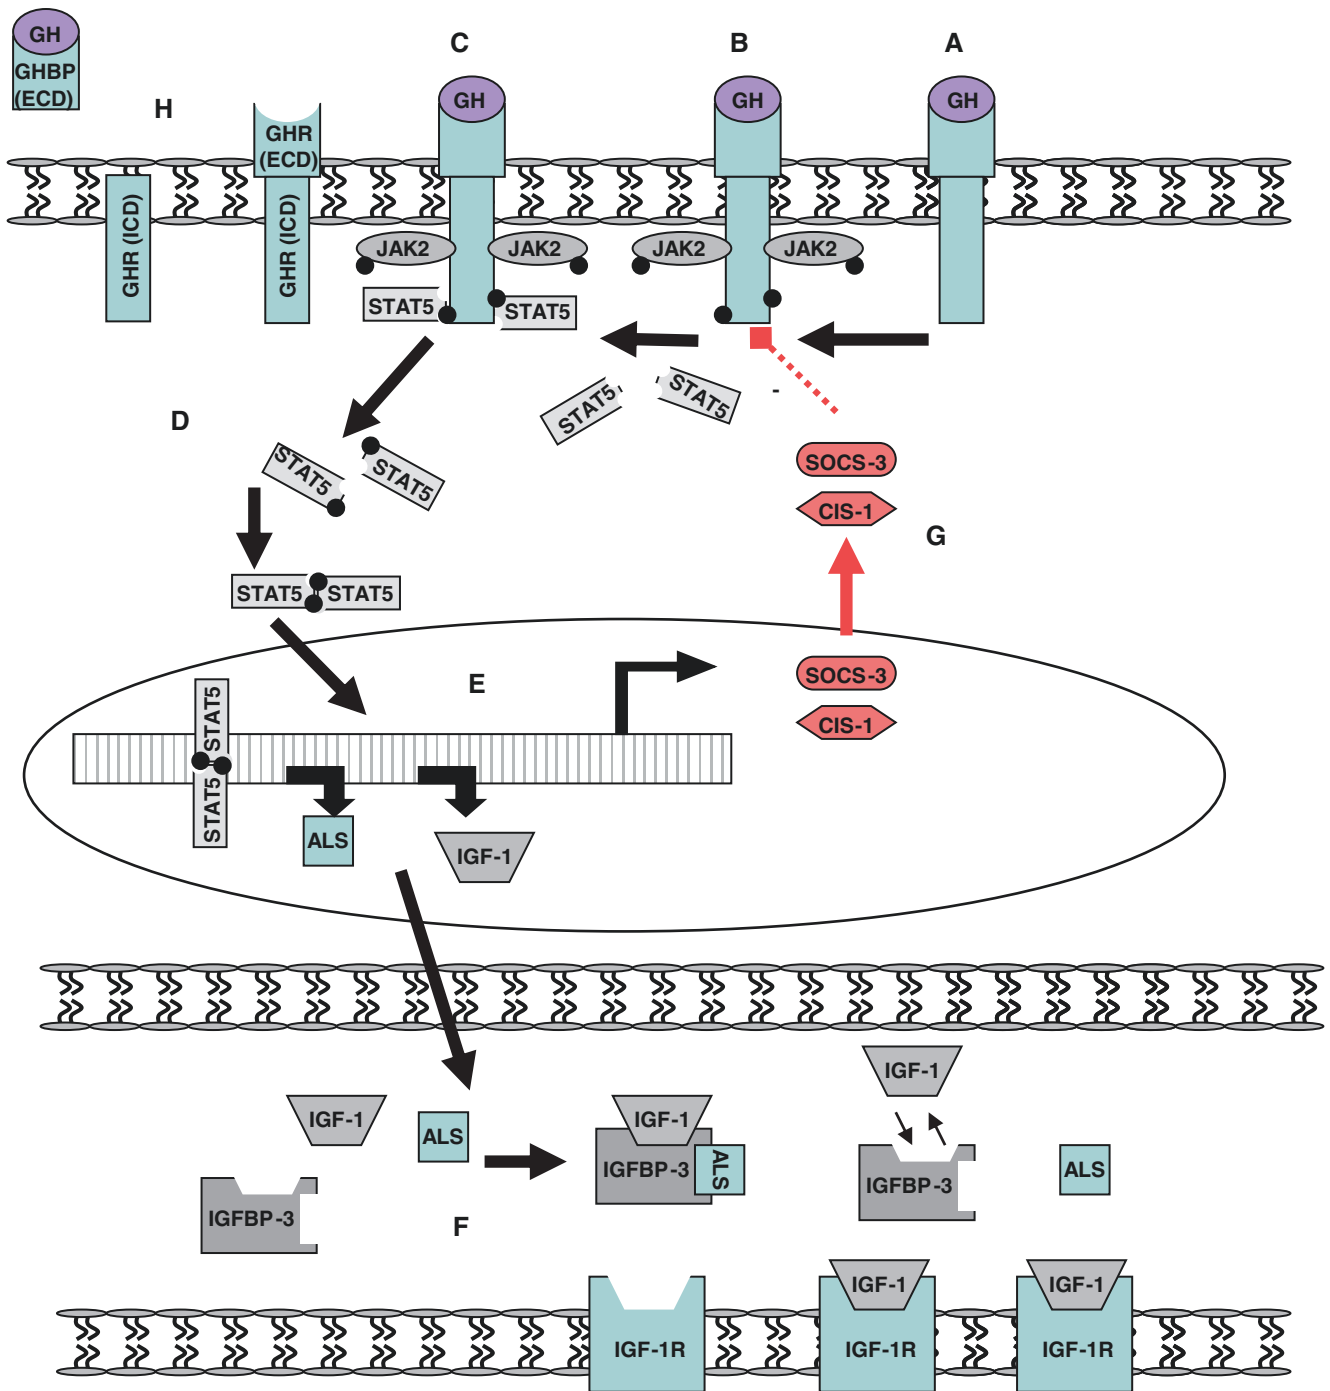 GH
GHBP
(ECD)
H
C
B
A
GH
GH
GH
GHR
(ECD)
GHR (ICD)
GHR (ICD)
JAK2
JAK2
JAK2
JAK2
STAT5
STAT5
STAT5
STAT5
-
D
STAT5
STAT5
SOCS-3
CIS-1
G
STAT5
STAT5
E
SOCS-3
CIS-1
STAT5
STAT5
ALS
IGF-1
IGF-1
ALS
IGFBP-3
IGF-1
IGFBP-3
ALS
IGF-1
IGFBP-3
ALS
F
IGF-1R
IGF-1
IGF-1R
IGF-1
IGF-1R